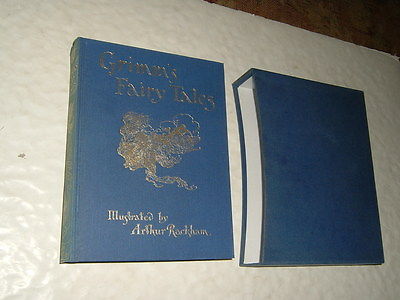 Grimm's
Fairy Tales
Illustrated by
Arthur Rackham